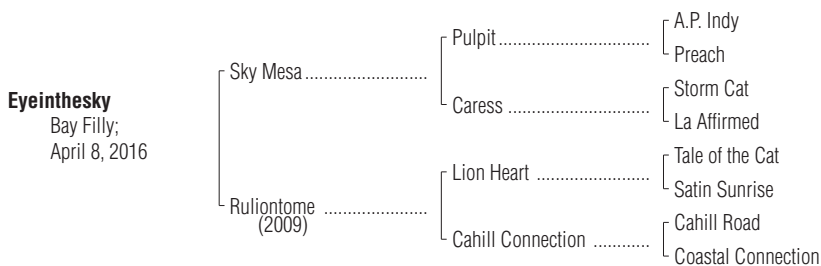 Eyeinthesky
Bay Filly;
April 8, 2016
Sky Mesa
Ruliontome
(2009)
Pulpit
Caress
Lion Heart
Cahill Connection
A.P. Indy
Preach
Storm Cat
La Affirmed
Tale of the Cat
Satin Sunrise
Cahill Road
Coastal Connection